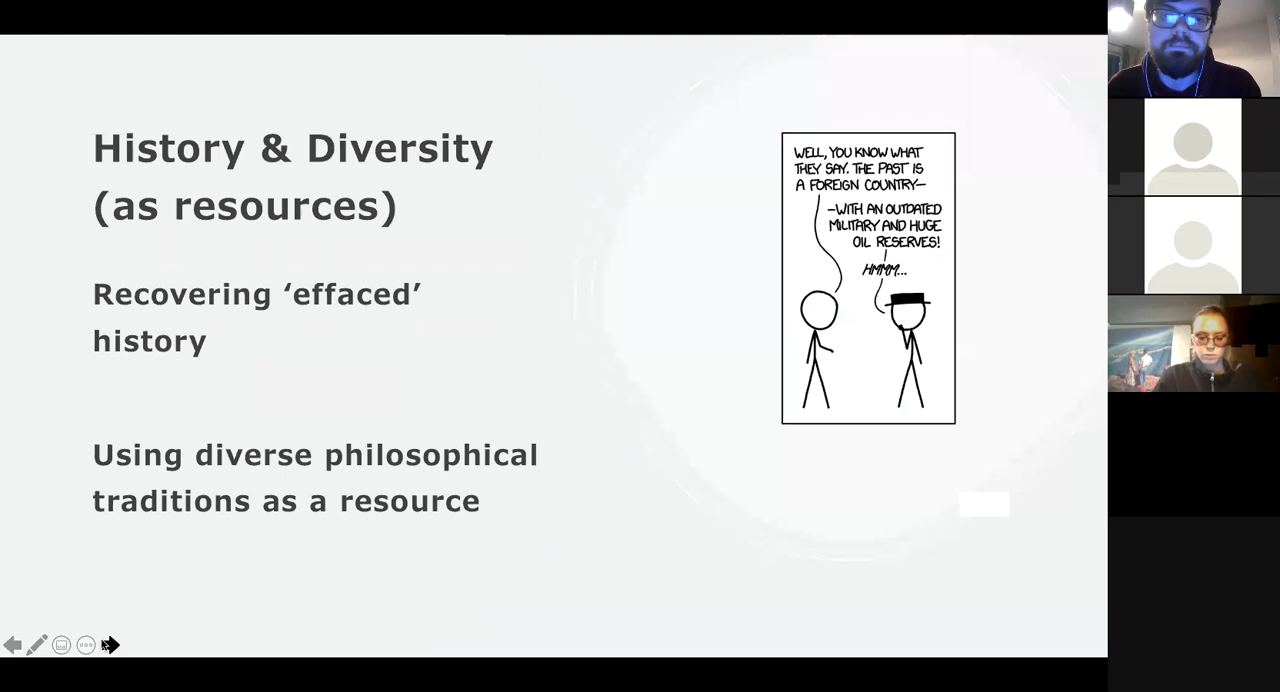 History & Diversity
(as resources)
Recovering ‘effaced’
history
Using diverse philosophical
traditions as a resource
WELL, YOU KNOW WHAT
THEY SAY. THE PAST IS
A FOREIGN COUNTRY—
—WITH AN OUTDATED
MILITARY AND HUGE
OIL RESERVES!
HMMM...